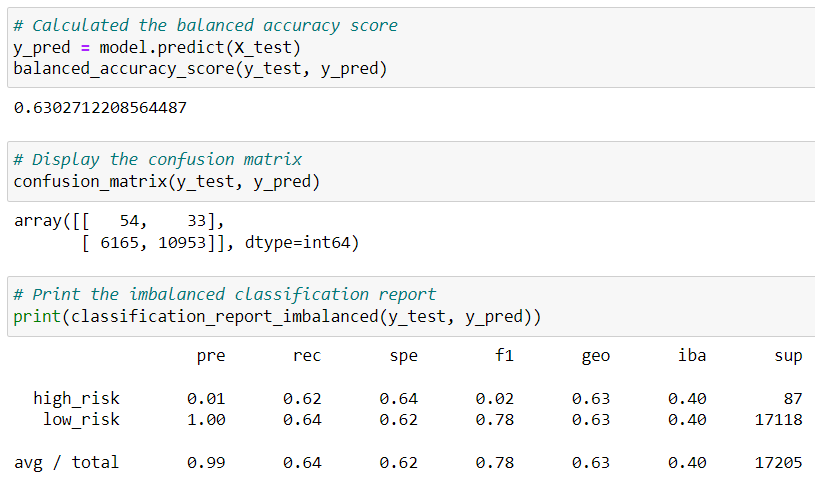 # Calculated the balanced accuracy score
y_pred = model.predict(X_test)
balanced_accuracy_score(y_test, y_pred)
0.6302712208564487
# Display the confusion matrix
confusion_matrix(y_test, y_pred)
array([[   54,    33],
       [ 6165, 10953]], dtype=int64)
# Print the imbalanced classification report
print(classification_report_imbalanced(y_test, y_pred))
                   pre       rec       spe        f1       geo       iba       sup
  high_risk       0.01      0.62      0.64      0.02      0.63      0.40        87
   low_risk       1.00      0.64      0.62      0.78      0.63      0.40     17118
avg / total       0.99      0.64      0.62      0.78      0.63      0.40     17205